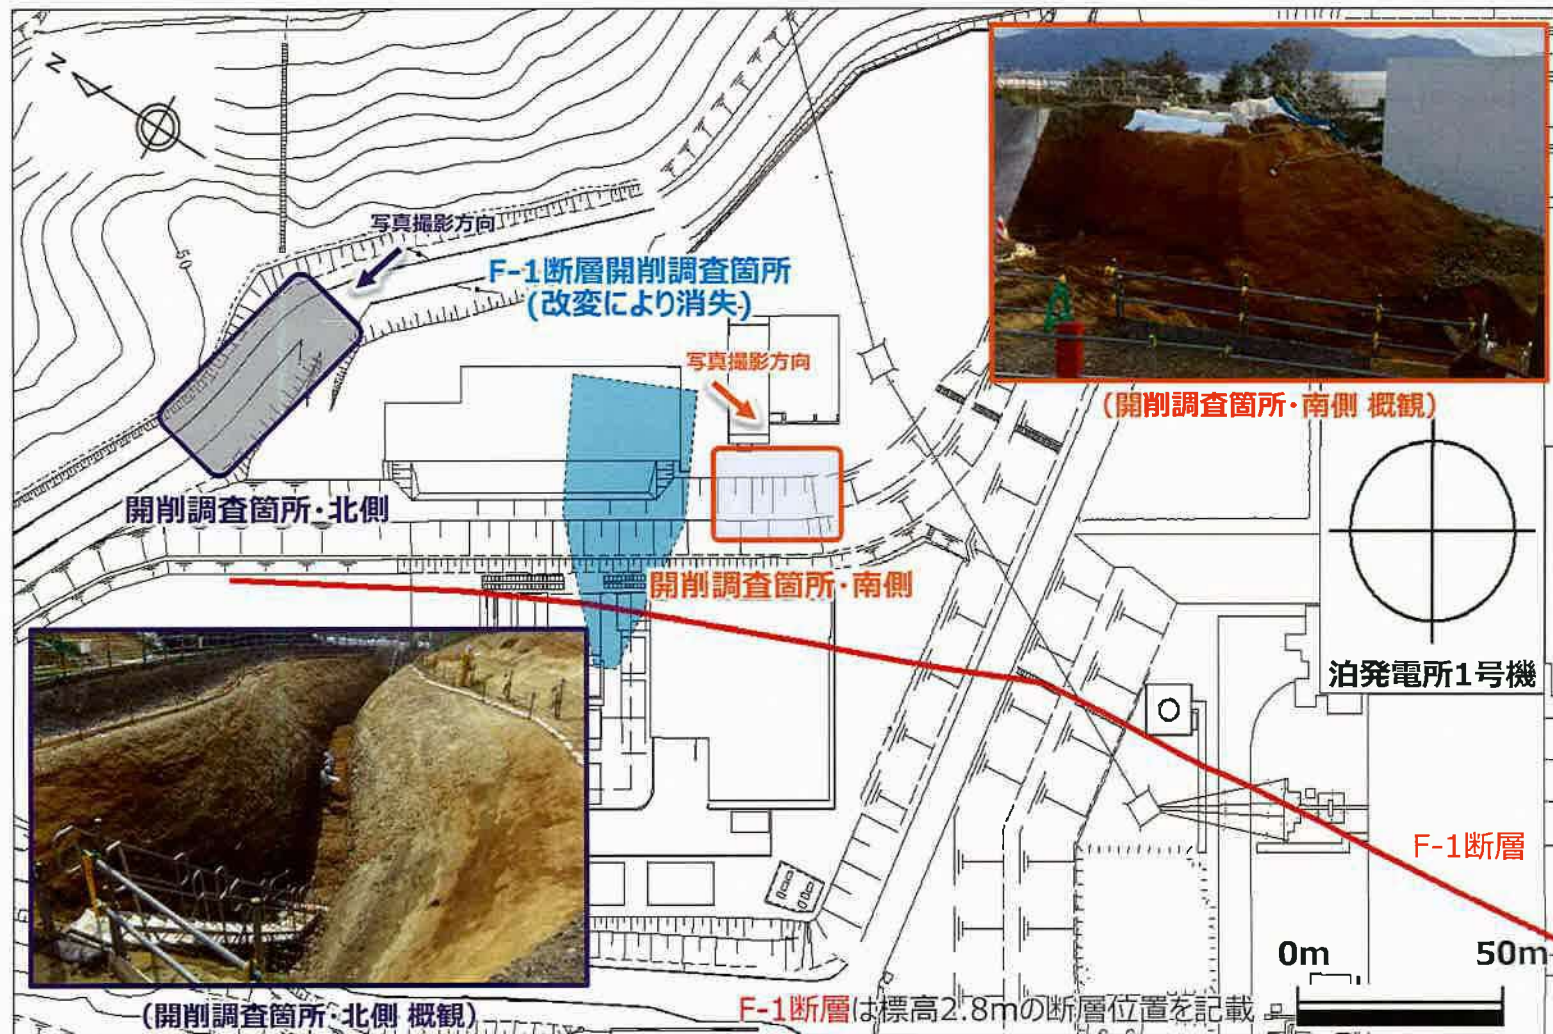 N
50
写真撮影方向
F-1断層開削調査箇所
(改変により消失)
写真撮影方向
(開削調査箇所・南側 概観)
開削調査箇所・北側
開削調査箇所・南側
泊発電所1号機
F-1断層
0m 50m
(開削調査箇所・北側 概観)
F-1断層は標高2.8mの断層位置を記載